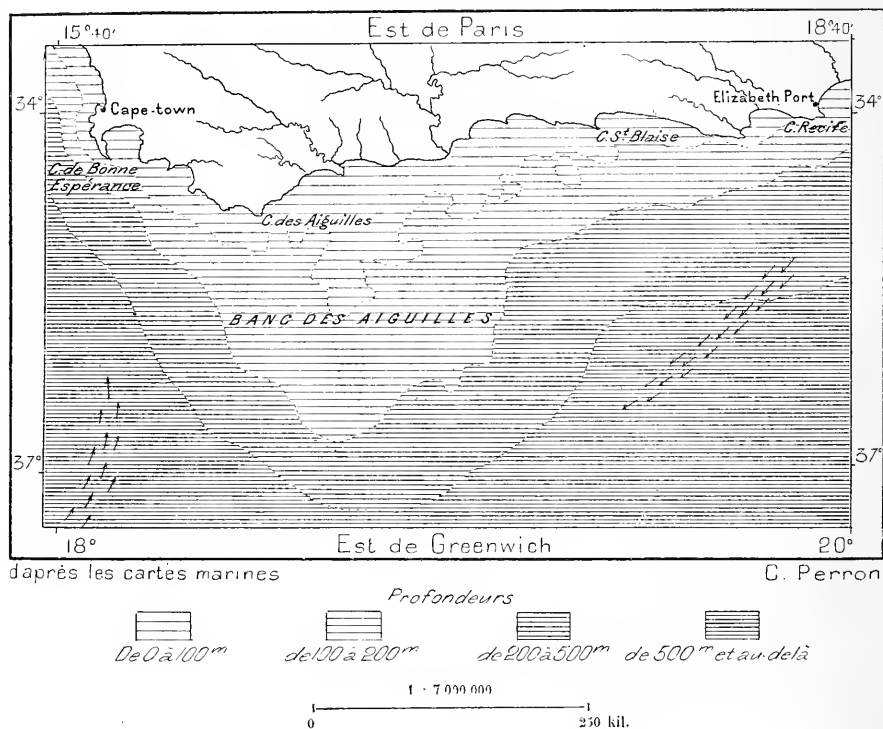 15°40'
Est de Paris
18°40'
34°
34°
Cape-town
Elizabeth Port
C. Recife
C. St. Blaise
C. de Bonne
Espérance
C. des Aiguilles
BANC DES AIGUILLES
37°
37°
18°
Est de Greenwich
20°
daprès les cartes marines
C. Perron
Profondeurs
De 0 à 100m
de 100 à 200m
de 200 à 500m
de 500m et au-delà
1 : 7 000 000
0
250 kil.